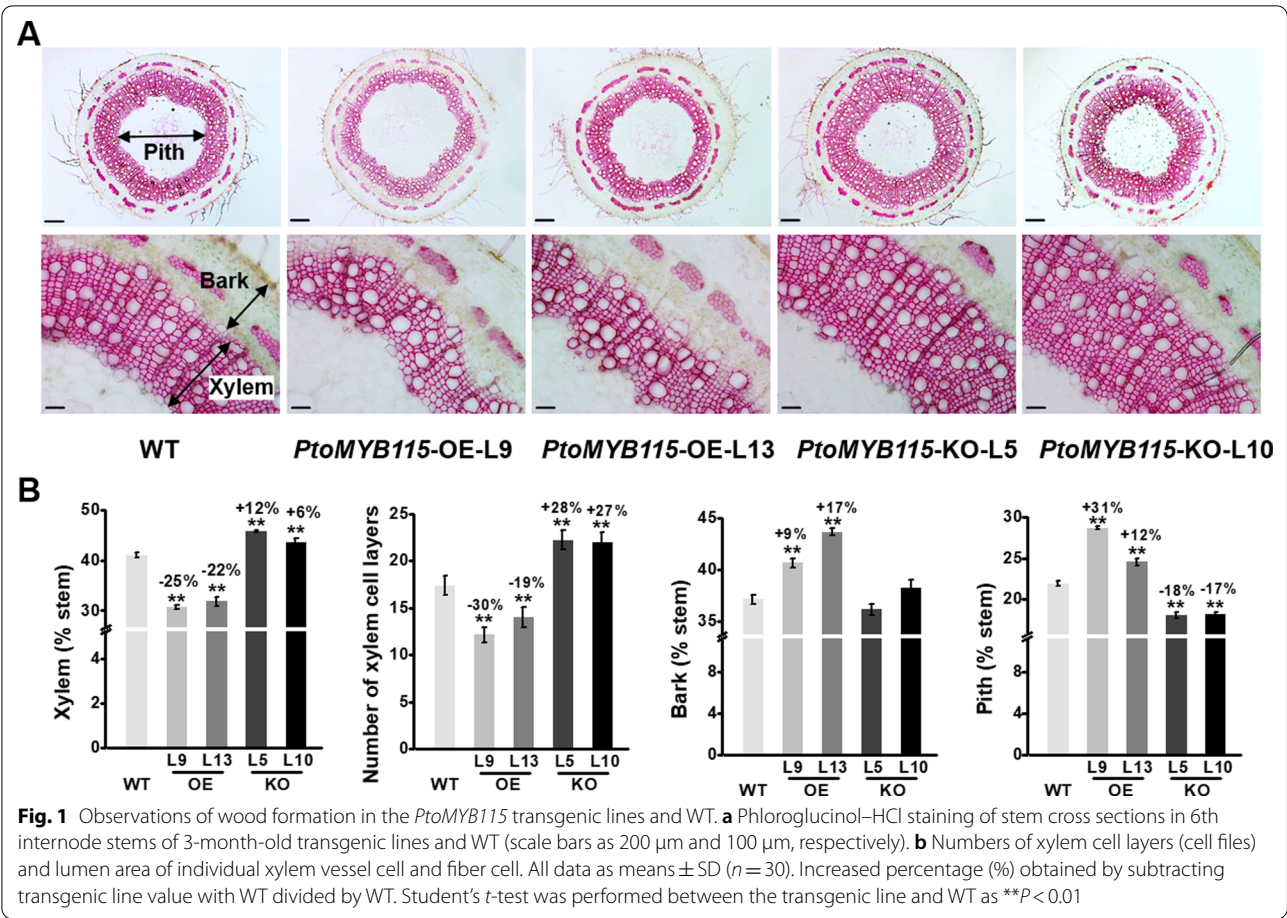 A
Pith
Bark
Xylem
WT
PtoMYB115-OE-L9
PtoMYB115-OE-L13
PtoMYB115-KO-L5
PtoMYB115-KO-L10
B
Xylem (% stem)
50
40
30
4
2
0
-25%
**
-22%
**
+12%
**
+6%
**
WT
L9
L13
L5
L10
OE
KO
Number of xylem cell layers
25
20
15
10
5
0
-30%
**
-19%
**
+28%
**
+27%
**
WT
L9
L13
L5
L10
OE
KO
Bark (% stem)
45
40
35
8
4
0
+9%
**
+17%
**
WT
L9
L13
L5
L10
OE
KO
Pith (% stem)
30
25
20
8
4
0
+31%
**
+12%
**
-18%
**
-17%
**
WT
L9
L13
L5
L10
OE
KO
Fig. 1 Observations of wood formation in the PtoMYB115 transgenic lines and WT. a Phloroglucinol–HCl staining of stem cross sections in 6th
internode stems of 3-month-old transgenic lines and WT (scale bars as 200 μm and 100 μm, respectively). b Numbers of xylem cell layers (cell files)
and lumen area of individual xylem vessel cell and fiber cell. All data as means ± SD (n = 30). Increased percentage (%) obtained by subtracting
transgenic line value with WT divided by WT. Student's t-test was performed between the transgenic line and WT as **P < 0.01